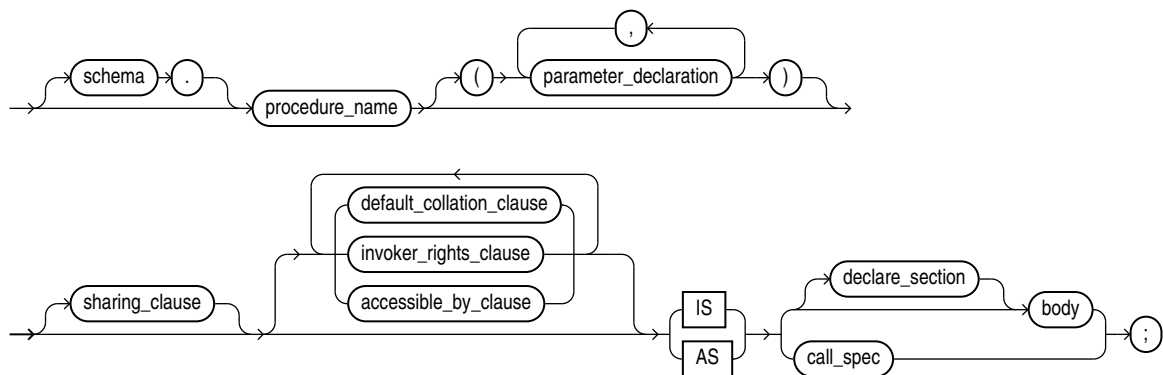 ,
schema . ( parameter_declaration )
procedure_name
default_collation_clause
invoker_rights_clause
declare_section
sharing_clause accessible_by_clause IS body
AS call_spec ;